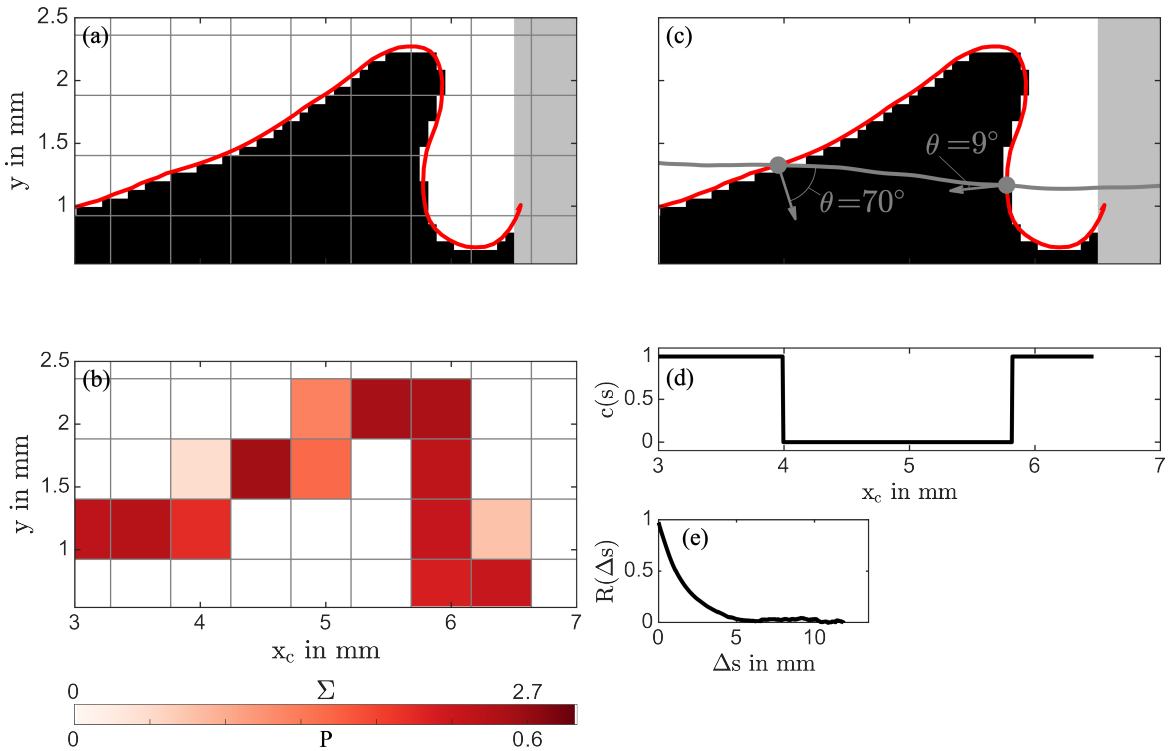 (a)
2.5
2
1.5
1
y in mm
(c)
θ=9°
θ=70°
(b)
2.5
2
1.5
1
y in mm
3 4 5 6 7
x_c in mm
(d)
1
0.5
0
c(s)
3 4 5 6 7
x_c in mm
(e)
1
0.5
0
R(Δs)
0 5 10
Δs in mm
0 Σ 2.7
0 P 0.6